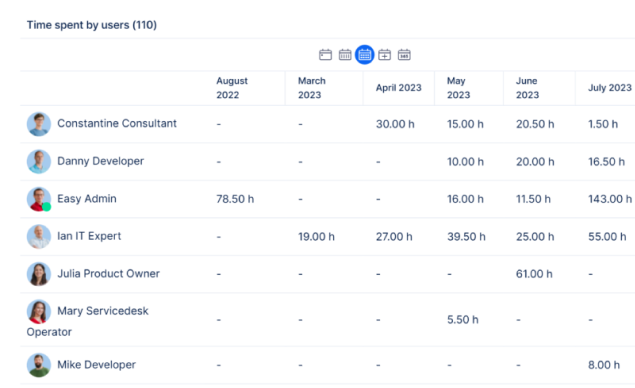 Time spent by users (110)
365
August 2022 March 2023 April 2023 May 2023 June 2023 July 2023
Constantine Consultant - - 30.00 h 15.00 h 20.50 h 1.50 h
Danny Developer - - - 10.00 h 20.00 h 16.50 h
Easy Admin 78.50 h - - 16.00 h 11.50 h 143.00 h
Ian IT Expert - 19.00 h 27.00 h 39.50 h 25.00 h 55.00 h
Julia Product Owner - - - - 61.00 h -
Mary Servicedesk
Operator - - - 5.50 h - -
Mike Developer - - - - - 8.00 h